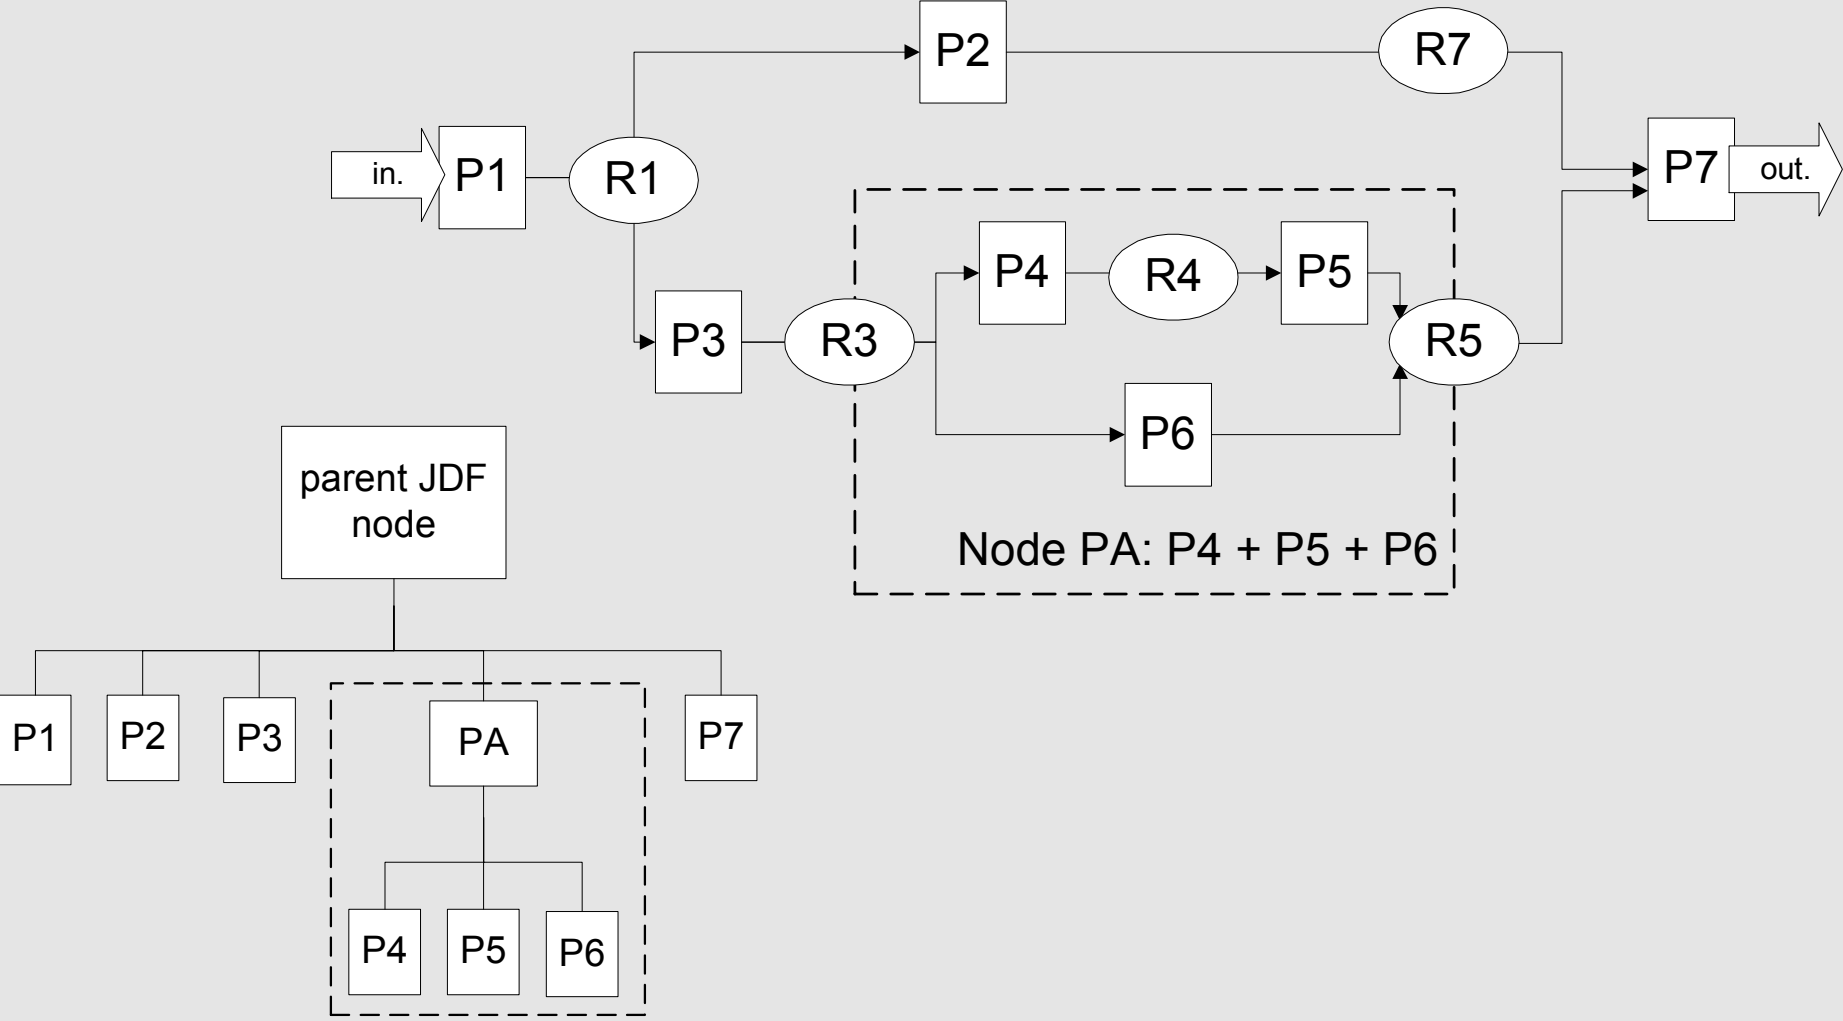 P2
R7
in.
P1
R1
P7
out.
P4
R4
P5
P3
R3
R5
P6
Node PA: P4 + P5 + P6
parent JDF
node
P1
P2
P3
PA
P7
P4
P5
P6